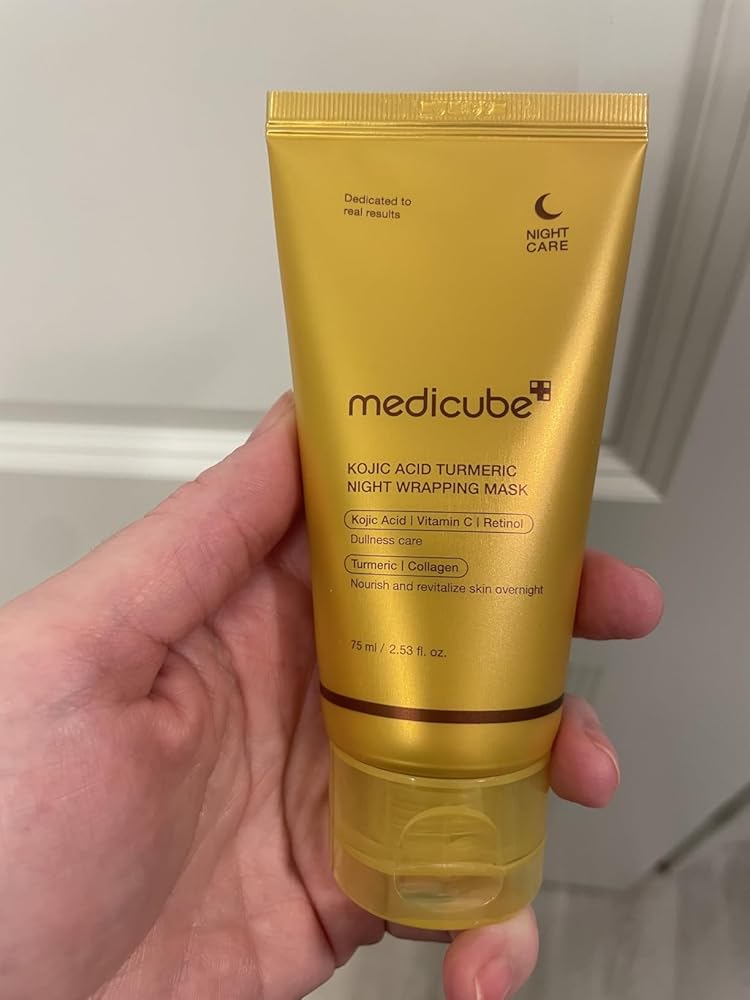 Dedicated to
real results
NIGHT
CARE
medicube
KOJIC ACID TURMERIC
NIGHT WRAPPING MASK
Kojic Acid | Vitamin C | Retinol
Dullness care
Turmeric | Collagen
Nourish and revitalize skin overnight
75 ml / 2.53 fl. oz.